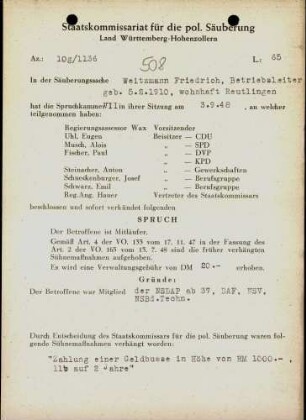 Staatskommissariat für die pol. Säuberung
Land Württemberg-Hohenzollern
Az.: 10g/1136
508
L.: 65
In der Säuberungssache Weitzmann Friedrich, Betriebsleiter
geb. 5.2.1910, wohnhaft Reutlingen
hat die Spruchkammer VII in ihrer Sitzung am 3.9.48, an welcher
teilgenommen haben:
Regierungsassessor Wax Vorsitzender
Uhl, Eugen Beisitzer — CDU
Musch, Alois „ — SPD
Fischer, Paul „ — DVP
„ — KPD
Steinacher, Anton „ — Gewerkschaften
Schneckenburger, Josef „ — Berufsgruppe
Schwarz, Emil „ — Berufsgruppe
Reg.Ang. Hauer Vertreter des Staatskommissars
beschlossen und sofort verkündet folgenden
SPRUCH
Der Betroffene ist Mitläufer.
Gemäß Art. 4 der VO. 133 vom 17. 11. 47 in der Fassung des
Art. 2 der VO. 165 vom 13. 7. 48 sind die früher verhängten
Sühnemaßnahmen aufgehoben.
Es wird eine Verwaltungsgebühr von DM 20.— erhoben.
Gründe:
Der Betroffene war Mitglied der NSDAP ab 37, DAF, NSV,
NSBd.Techn.
Durch Entscheidung des Staatskommissars für die pol. Säuberung waren fol-
gende Sühnemaßnahmen verhängt worden:
"Zahlung einer Geldbusse in Höhe von RM 1000.-
auf 2 Jahre"